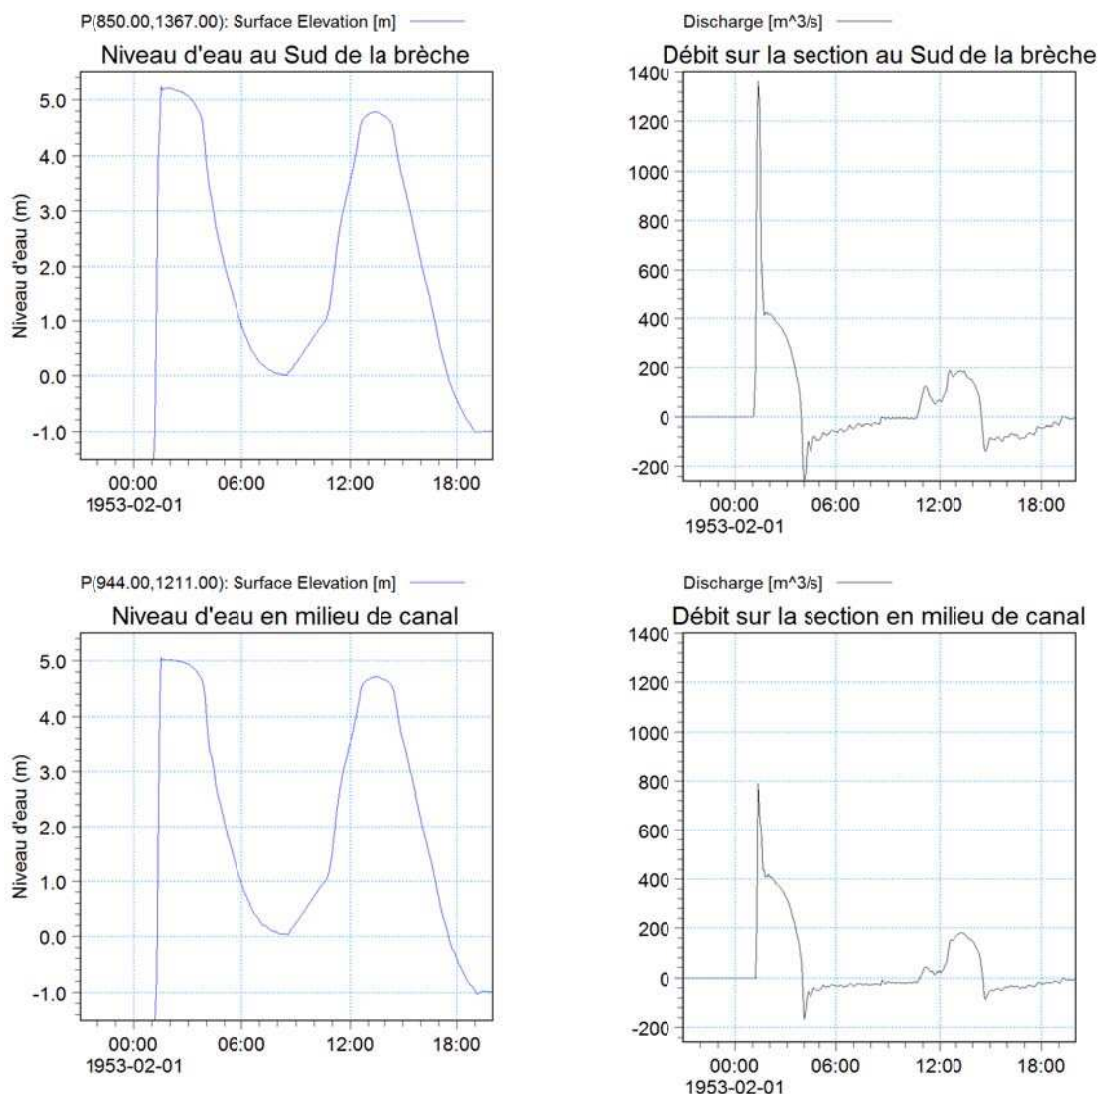 P(850.00,1367.00): Surface Elevation [m]
Niveau d'eau au Sud de la brèche
5.0
4.0
3.0
2.0
1.0
0.0
-1.0
Niveau d'eau (m)
00:00 06:00 12:00 18:00
1953-02-01
Discharge [m^3/s]
Débit sur la section au Sud de la brèche
1400
1200
1000
800
600
400
200
0
-200
00:00 06:00 12:00 18:00
1953-02-01
P(944.00,1211.00): Surface Elevation [m]
Niveau d'eau en milieu de canal
5.0
4.0
3.0
2.0
1.0
0.0
-1.0
Niveau d'eau (m)
00:00 06:00 12:00 18:00
1953-02-01
Discharge [m^3/s]
Débit sur la section en milieu de canal
1400
1200
1000
800
600
400
200
0
-200
00:00 06:00 12:00 18:00
1953-02-01